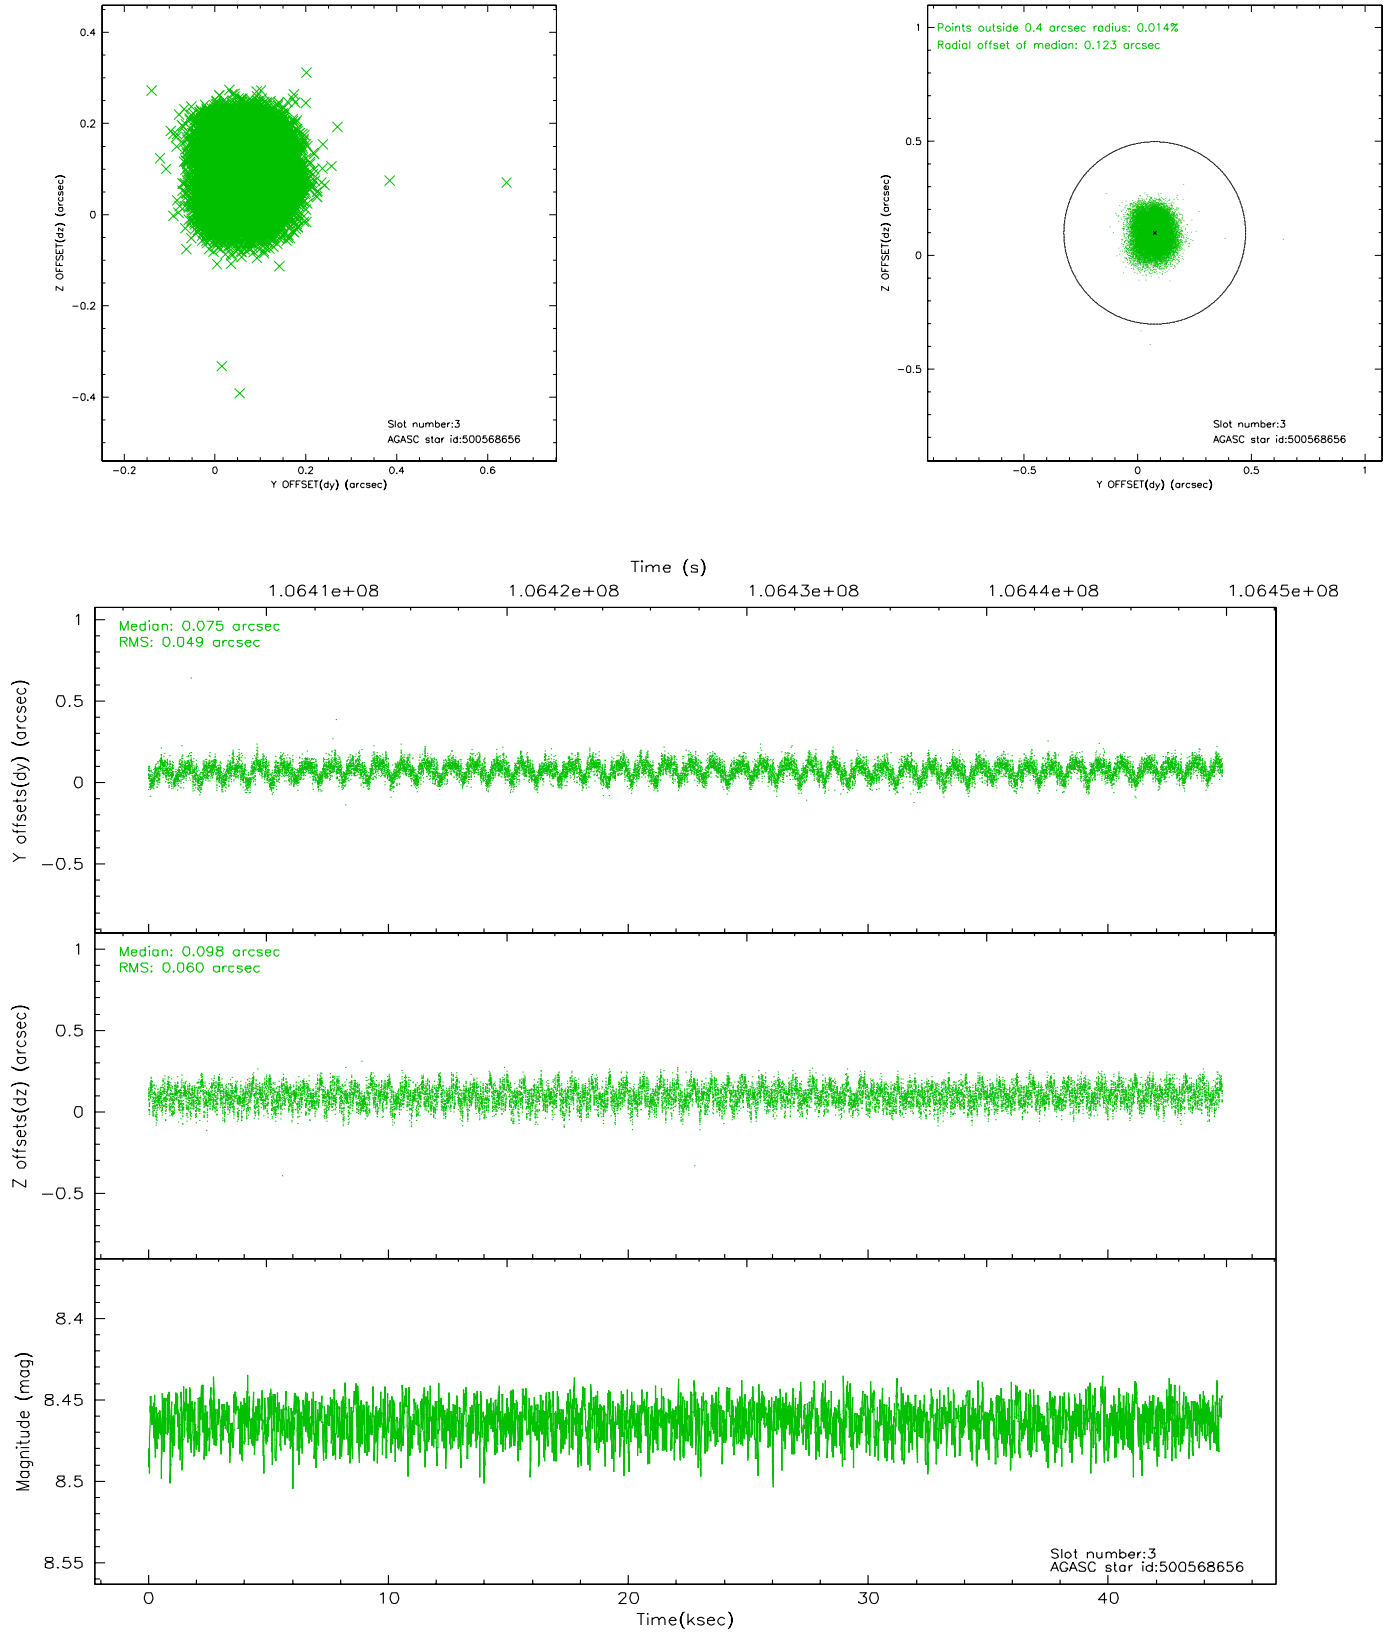 0.4
0.2
0
−0.2
−0.4
Z OFFSET(dz) (arcsec)
Slot number:3
AGASC star id:500568656
−0.2 0 0.2 0.4 0.6
Y OFFSET(dy) (arcsec)
Points outside 0.4 arcsec radius: 0.014%
Radial offset of median: 0.123 arcsec
1
0.5
0
−0.5
Z OFFSET(dz) (arcsec)
Slot number:3
AGASC star id:500568656
−0.5 0 0.5 1
Y OFFSET(dy) (arcsec)
Time (s)
1.0641e+08 1.0642e+08 1.0643e+08 1.0644e+08 1.0645e+08
Median: 0.075 arcsec
RMS: 0.049 arcsec
1
0.5
0
−0.5
Y offsets(dy) (arcsec)
Median: 0.098 arcsec
RMS: 0.060 arcsec
1
0.5
0
−0.5
Z offsets(dz) (arcsec)
8.4
8.45
8.5
8.55
Magnitude (mag)
Slot number:3
AGASC star id:500568656
0 10 20 30 40
Time(ksec)